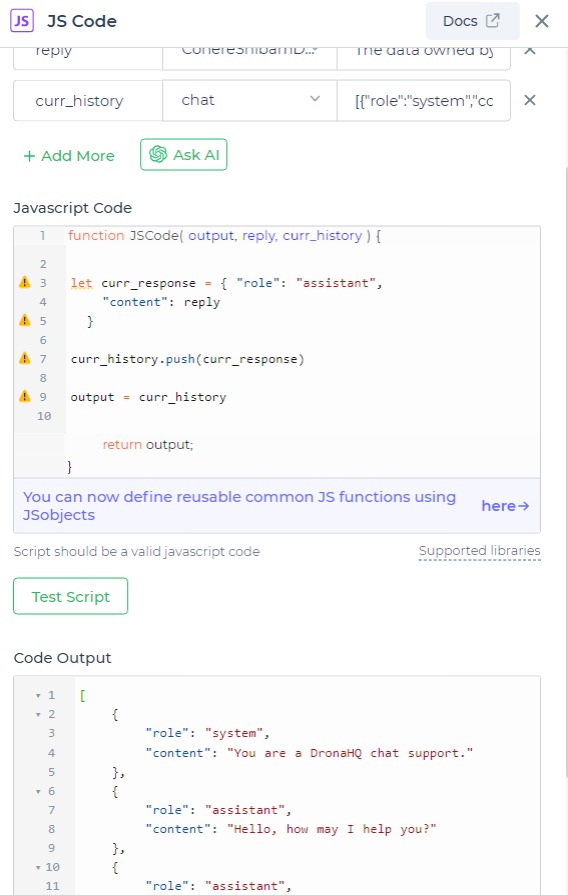 JS JS Code Docs
reply CohereShibamD... The data owned by
curr_history chat [{"role":"system","cc
+ Add More Ask AI
Javascript Code
1 function JSCode( output, reply, curr_history ) {
2
3 let curr_response = { "role": "assistant",
4 "content": reply
5 }
6
7 curr_history.push(curr_response)
8
9 output = curr_history
10
return output;
}
You can now define reusable common JS functions using
JSobjects
here→
Script should be a valid javascript code Supported libraries
Test Script
Code Output
1 [
2 {
3 "role": "system",
4 "content": "You are a DronaHQ chat support."
5 },
6 {
7 "role": "assistant",
8 "content": "Hello, how may I help you?"
9 },
10 {
11 "role": "assistant",